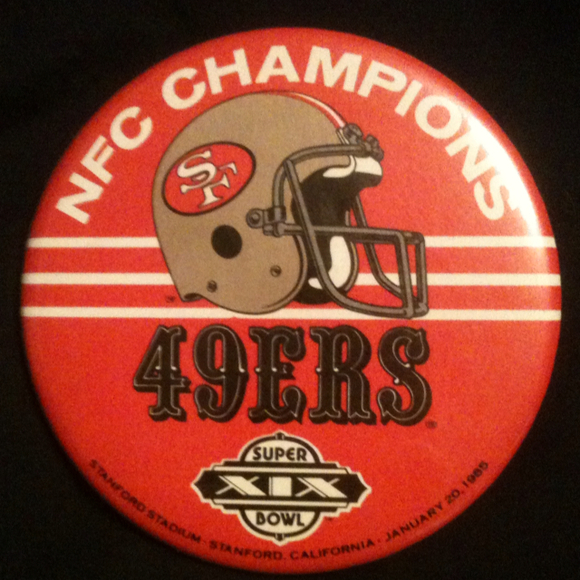 NFC CHAMPIONS
SF
49ERS
SUPER
XIX
BOWL
STANFORD STADIUM - STANFORD, CALIFORNIA - JANUARY 20, 1985